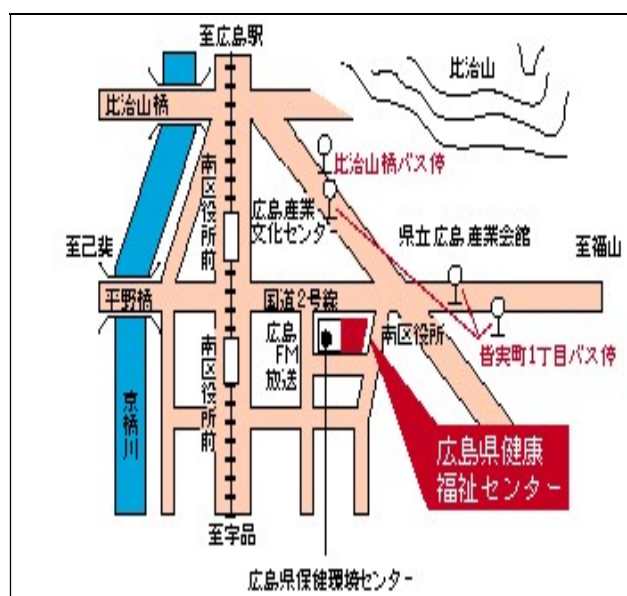 至広島駅
比治山
比治山橋
比治山橋バス停
南区役所前
広島産業
文化センター
県立広島産業会館
至己斐
至福山
平野橋
国道2号線
南区役所前
広島
FM
放送
南区役所
皆実町1丁目バス停
京橋川
広島県健康
福祉センター
至宇品
広島県保健環境センター